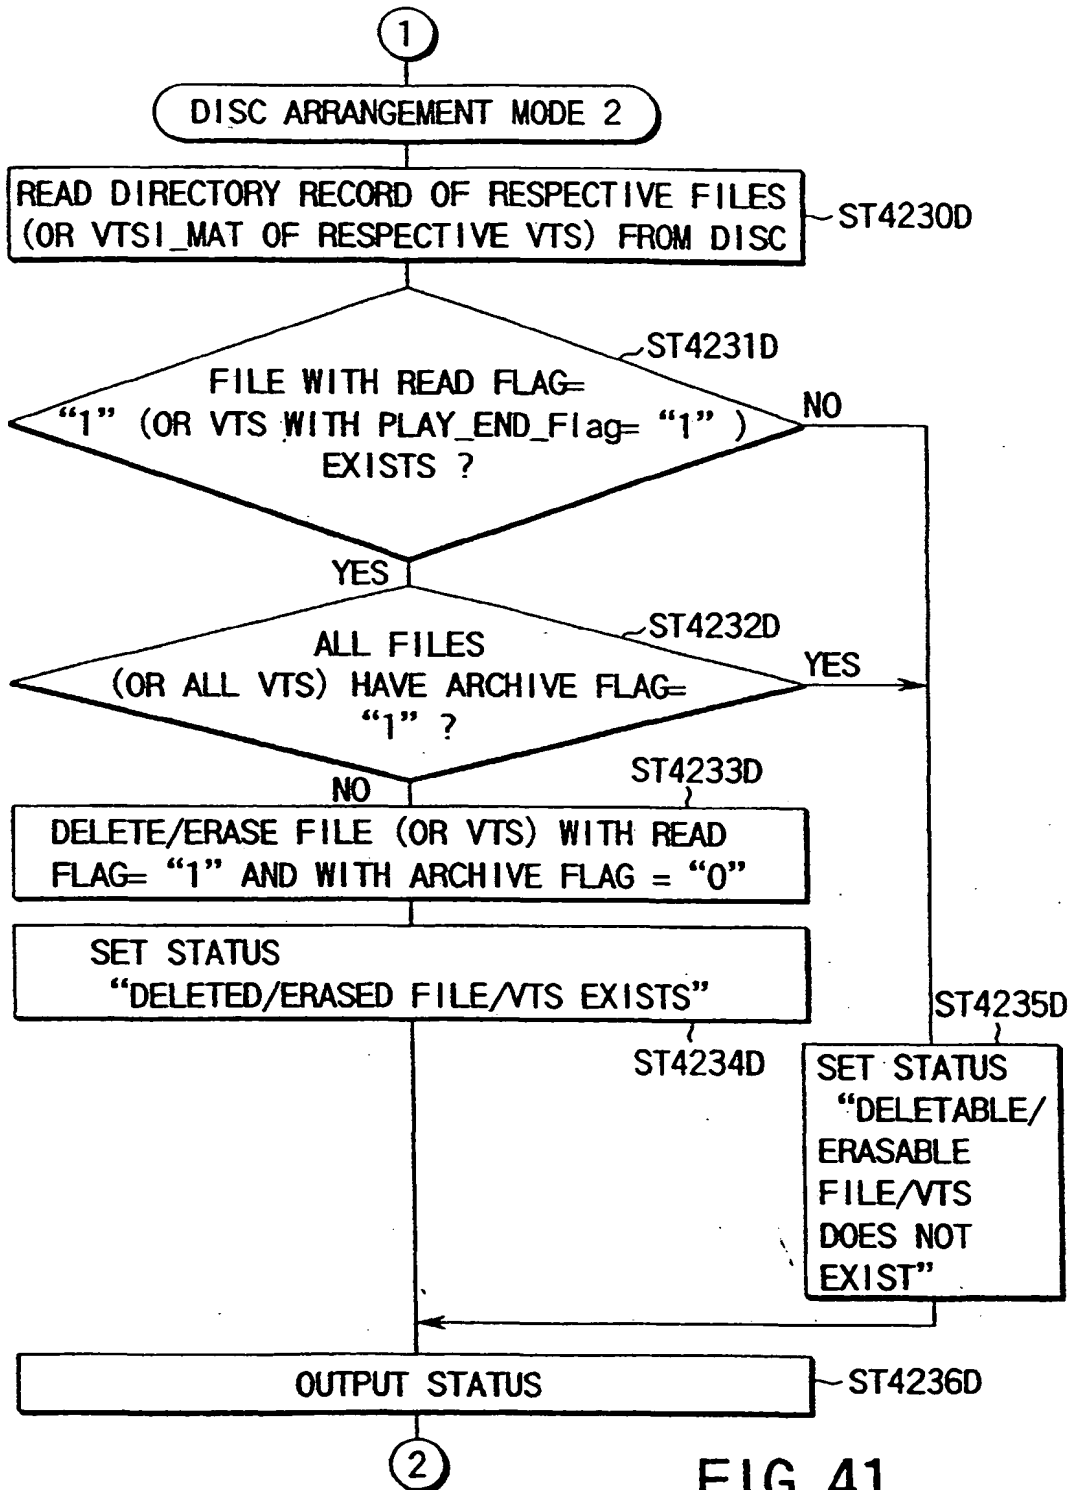 1
DISC ARRANGEMENT MODE 2
READ DIRECTORY RECORD OF RESPECTIVE FILES
(OR VTSI_MAT OF RESPECTIVE VTS) FROM DISC
ST4230D
ST4231D
FILE WITH READ FLAG=
“1” (OR VTS WITH PLAY_END_Flag= “1” )
EXISTS ?
NO
YES
ST4232D
ALL FILES
(OR ALL VTS) HAVE ARCHIVE FLAG=
“1” ?
YES
NO
ST4233D
DELETE/ERASE FILE (OR VTS) WITH READ
FLAG= “1” AND WITH ARCHIVE FLAG = “0”
SET STATUS
“DELETED/ERASED FILE/VTS EXISTS”
ST4234D
ST4235D
SET STATUS
“DELETABLE/
ERASABLE
FILE/VTS
DOES NOT
EXIST”
OUTPUT STATUS
ST4236D
2
FIG. 41